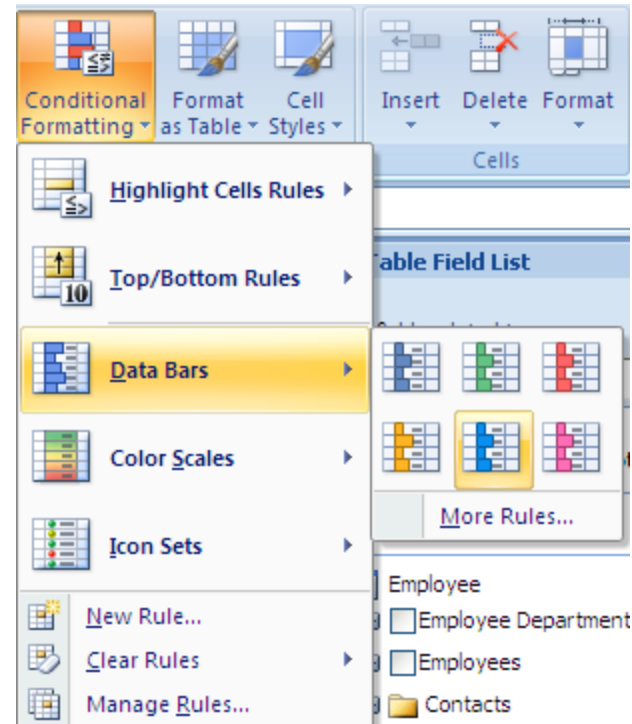 Conditional Formatting
Format as Table
Cell Styles
Insert
Delete
Format
Cells
Highlight Cells Rules
Top/Bottom Rules
10
able Field List
Data Bars
Color Scales
More Rules...
Icon Sets
Employee
New Rule...
Employee Department
Clear Rules
Employees
Manage Rules...
Contacts